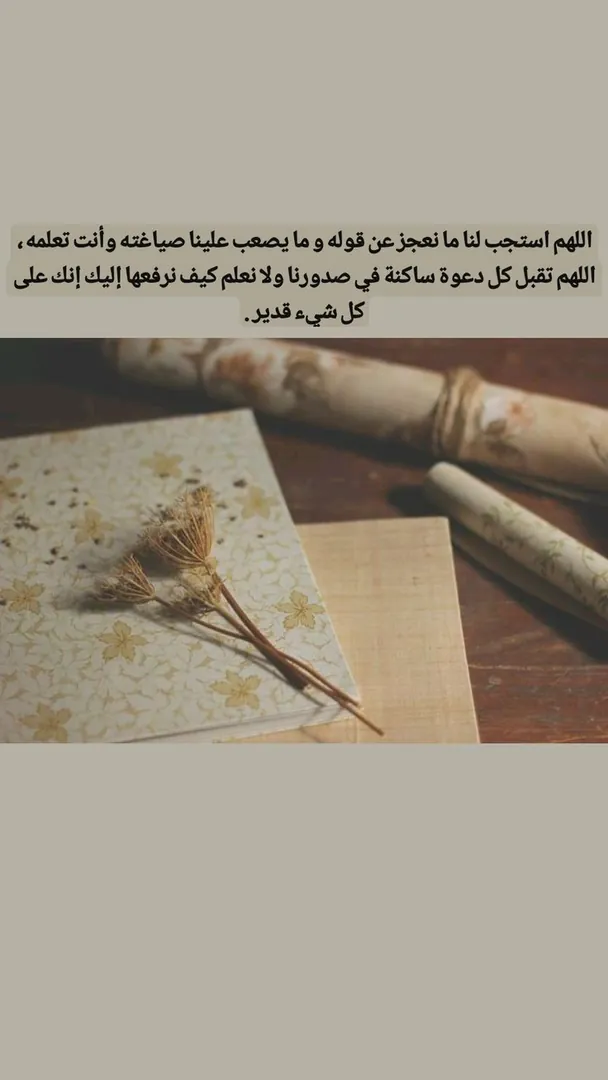 اللهم استجب لنا ما نعجز عن قوله و ما يصعب علينا صياغته وأنت تعلمه ،
اللهم تقبل كل دعوة ساكنة في صدورنا ولا نعلم كيف نرفعها إليك إنك على
كل شيء قدير .